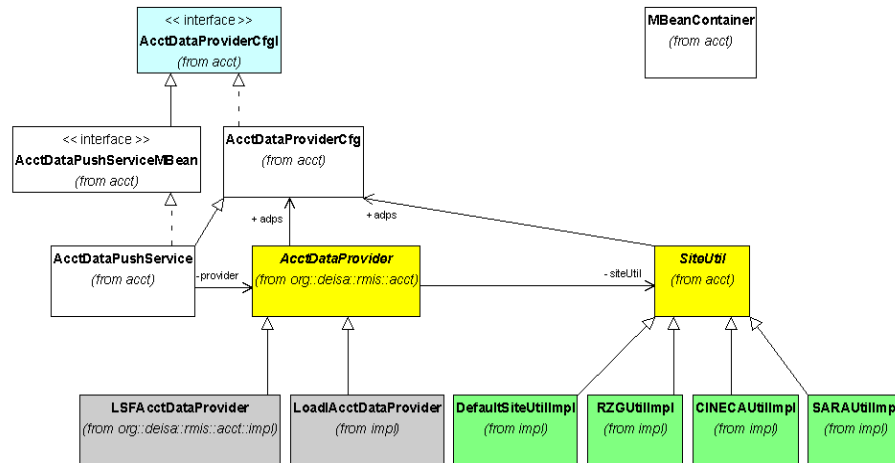 << interface >>
AcctDataProviderCfgI
(from acct)
MBeanContainer
(from acct)
<< interface >>
AcctDataPushServiceMBean
(from acct)
AcctDataProviderCfg
(from acct)
+ adps
+ adps
AcctDataPushService
(from acct)
-provider
AcctDataProvider
(from org::deisa::rmis::acct)
- siteUtil
SiteUtil
(from acct)
LSFAcctDataProvider
(from org::deisa::rmis::acct::impl)
LoadlAcctDataProvider
(from impl)
DefaultSiteUtilImpl
(from impl)
RZGUtilImpl
(from impl)
CINECAUtilImpl
(from impl)
SARAUtilImpl
(from impl)